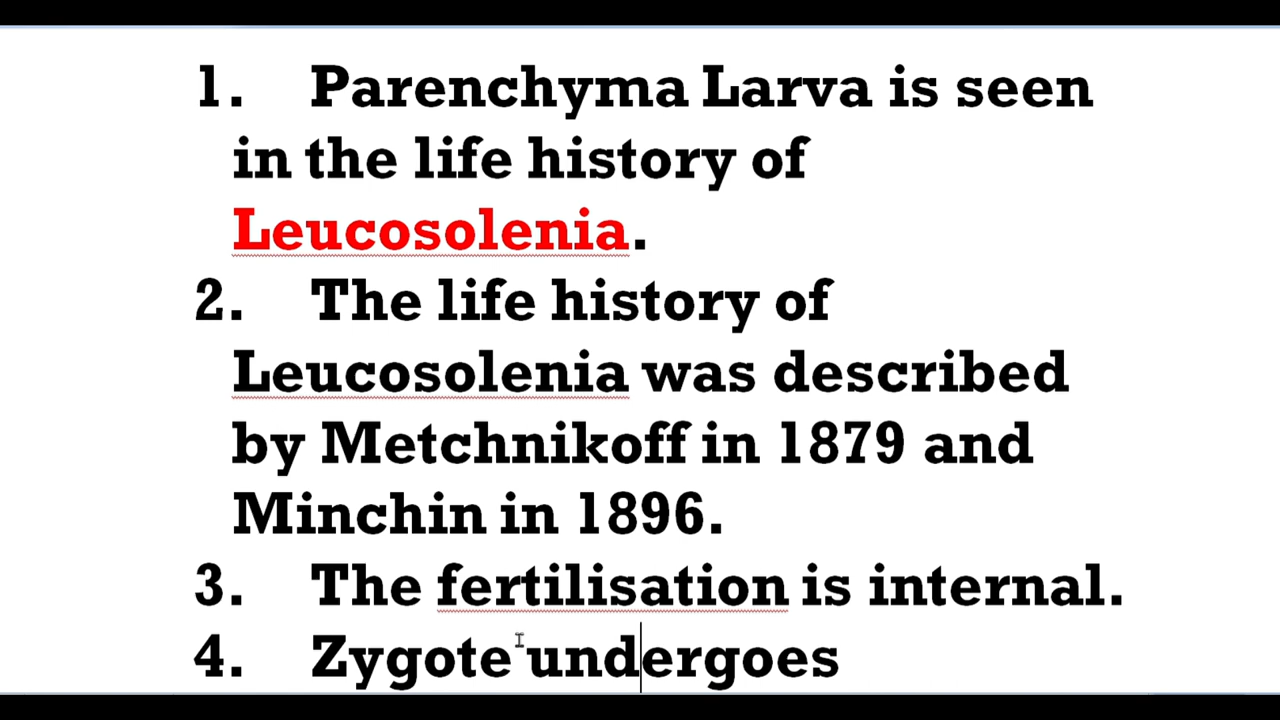 1. Parenchyma Larva is seen
in the life history of
Leucosolenia.
2. The life history of
Leucosolenia was described
by Metchnikoff in 1879 and
Minchin in 1896.
3. The fertilisation is internal.
4. Zygote undergoes